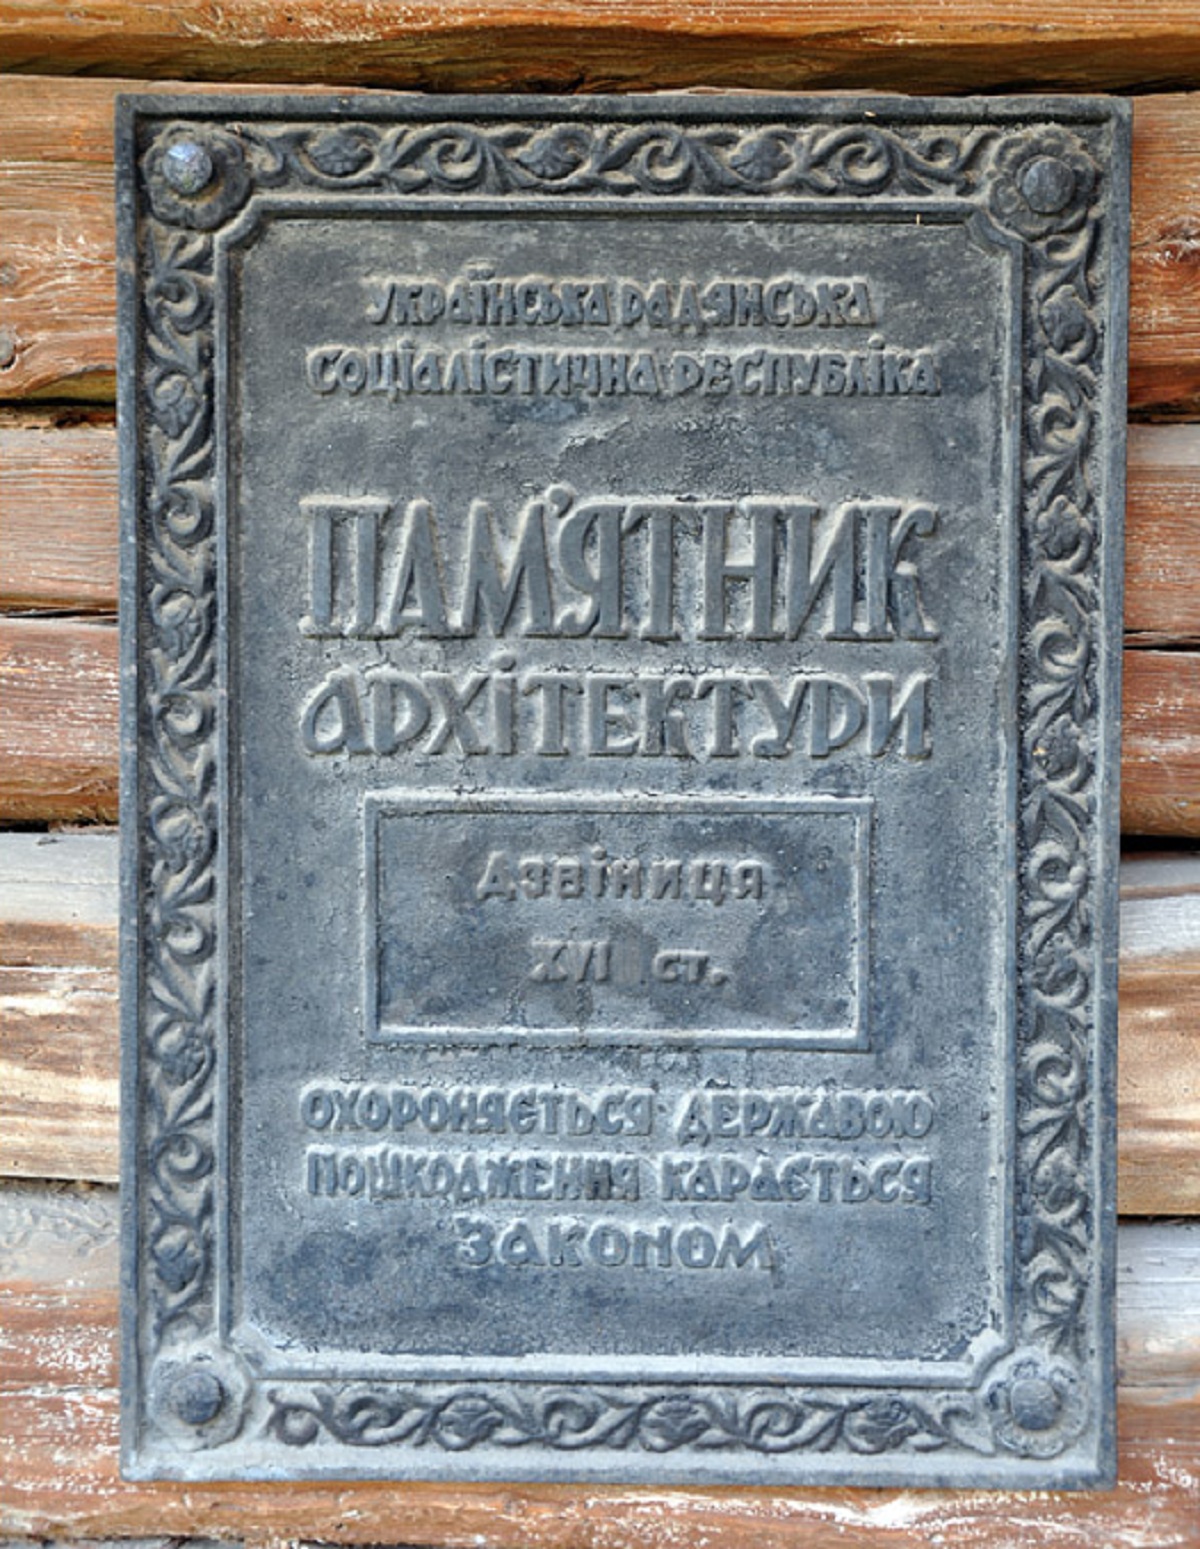 УКРАЇНСЬКА РАДЯНСЬКА
СОЦІАЛІСТИЧНА РЕСПУБЛІКА
ПАМ'ЯТНИК
АРХІТЕКТУРИ
ДЗВІНИЦЯ
XVI ст.
ОХОРОНЯЄТЬСЯ ДЕРЖАВОЮ
ПОШКОДЖЕННЯ КАРАЄТЬСЯ
ЗАКОНОМ